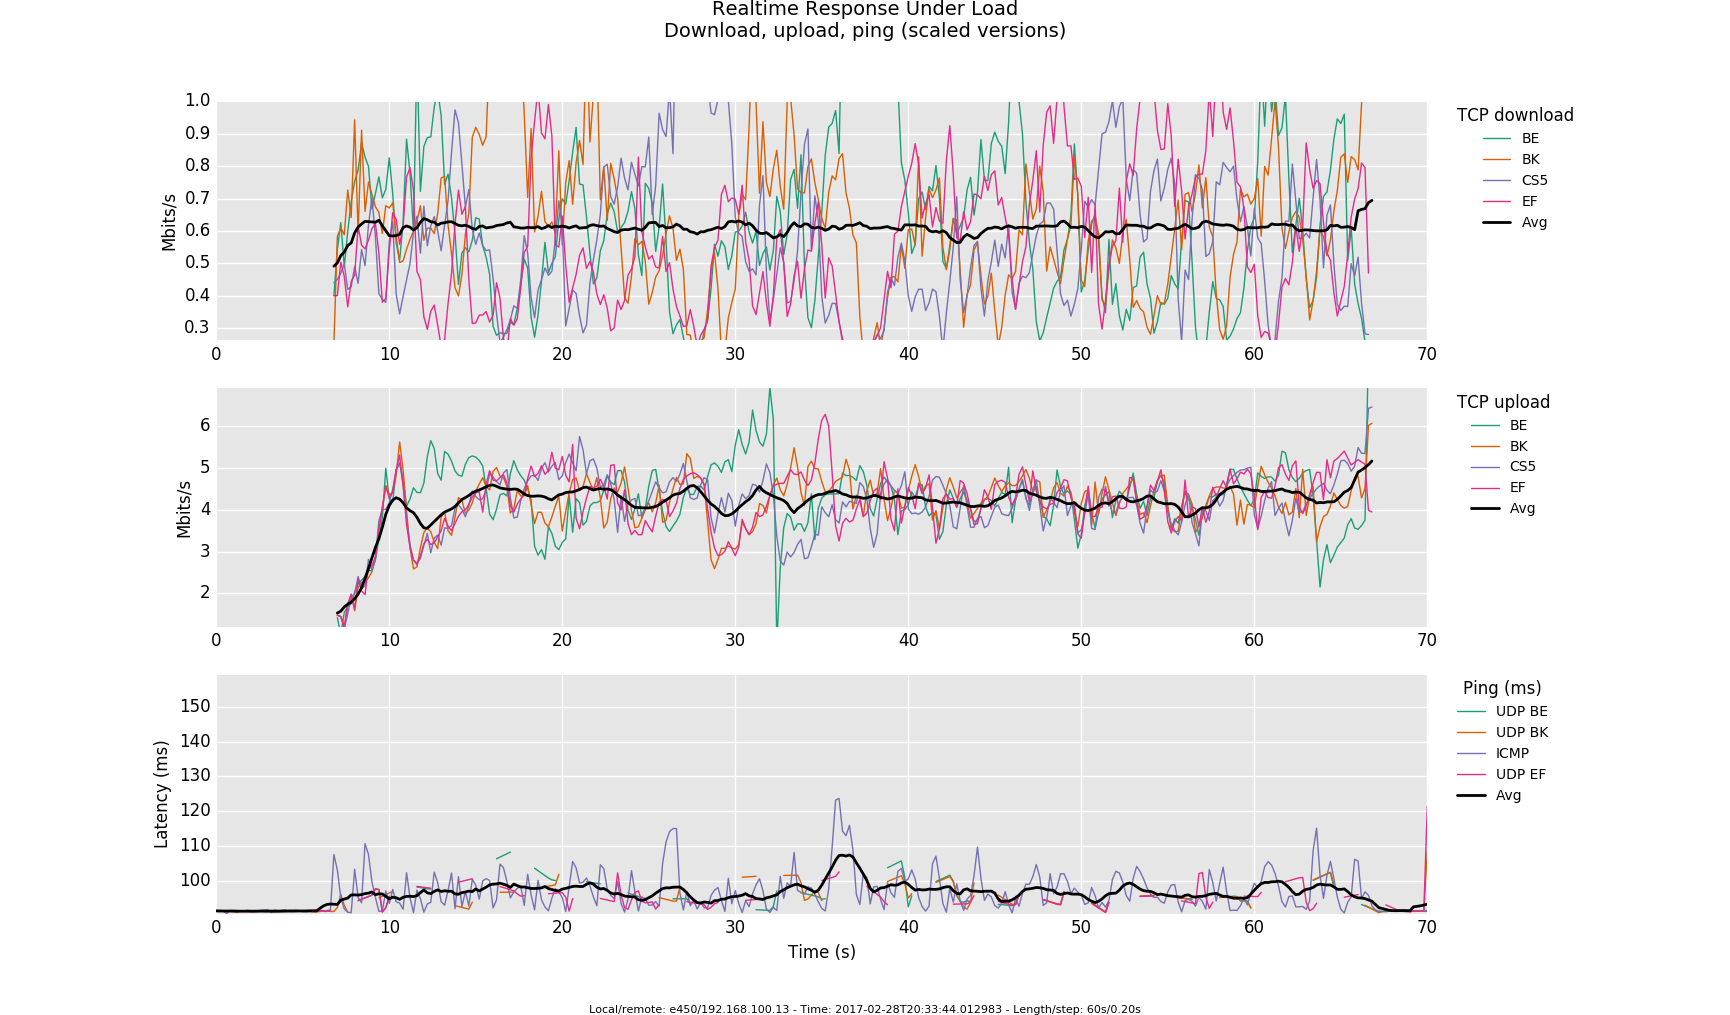 Realtime Response Under Load
Download, upload, ping (scaled versions)
Mbits/s
1.0
0.9
0.8
0.7
0.6
0.5
0.4
0.3
0 10 20 30 40 50 60 70
TCP download
BE
BK
CS5
EF
Avg
Mbits/s
6
5
4
3
2
0 10 20 30 40 50 60 70
TCP upload
BE
BK
CS5
EF
Avg
Latency (ms)
150
140
130
120
110
100
0 10 20 30 40 50 60 70
Time (s)
Ping (ms)
UDP BE
UDP BK
ICMP
UDP EF
Avg
Local/remote: e450/192.168.100.13 - Time: 2017-02-28T20:33:44.012983 - Length/step: 60s/0.20s